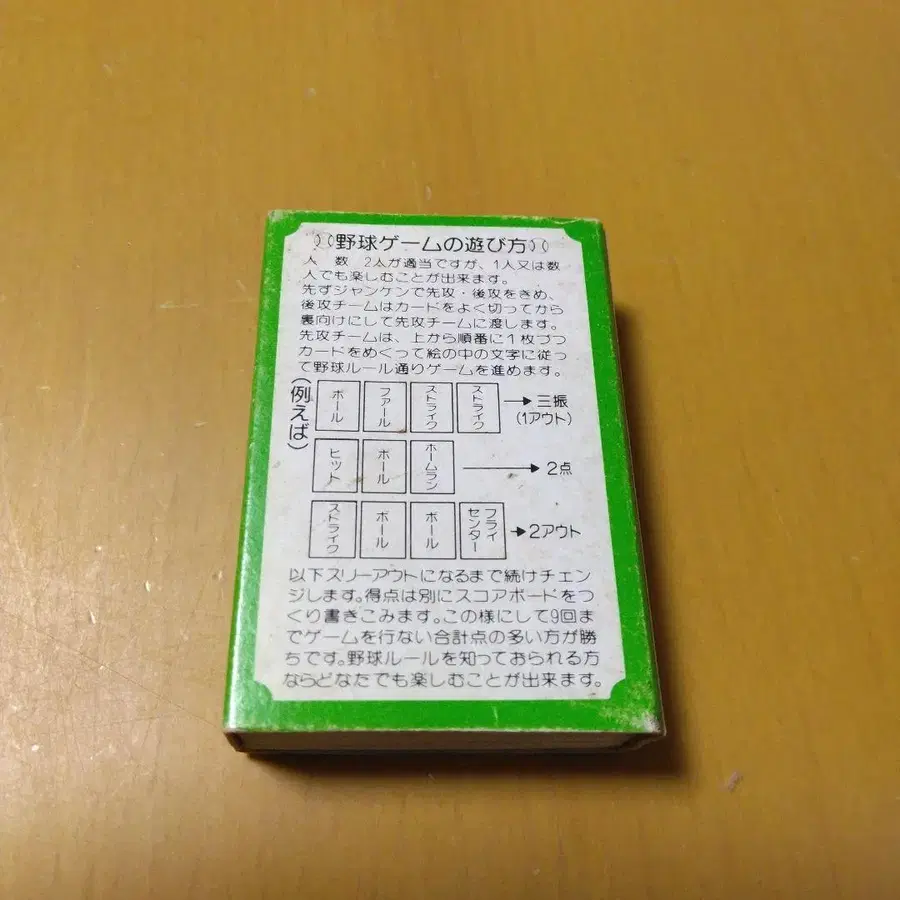 野球ゲームの遊び方
人　数　2人が適当ですが、1人又は数
人でも楽しむことが出来ます。
先ずジャンケンで先攻・後攻をきめ、
後攻チームはカードをよく切ってから
裏向けにして先攻チームに渡します。
先攻チームは、上から順番に1枚づつ
カードをめくって絵の中の文字に従っ
て野球ルール通りゲームを進めます。
(例えば)
ボール ファール ストライク ストライク → 三振
(1アウト)
ヒット ボール ホームラン → 2点
ストライク ボール ボール センターフライ → 2アウト
以下スリーアウトになるまで続けチェン
ジします。得点は別にスコアボードをつ
くり書きこみます。この様にして9回ま
でゲームを行ない合計点の多い方が勝
ちです。野球ルールを知っておられる方
ならどなたでも楽しむことが出来ます。